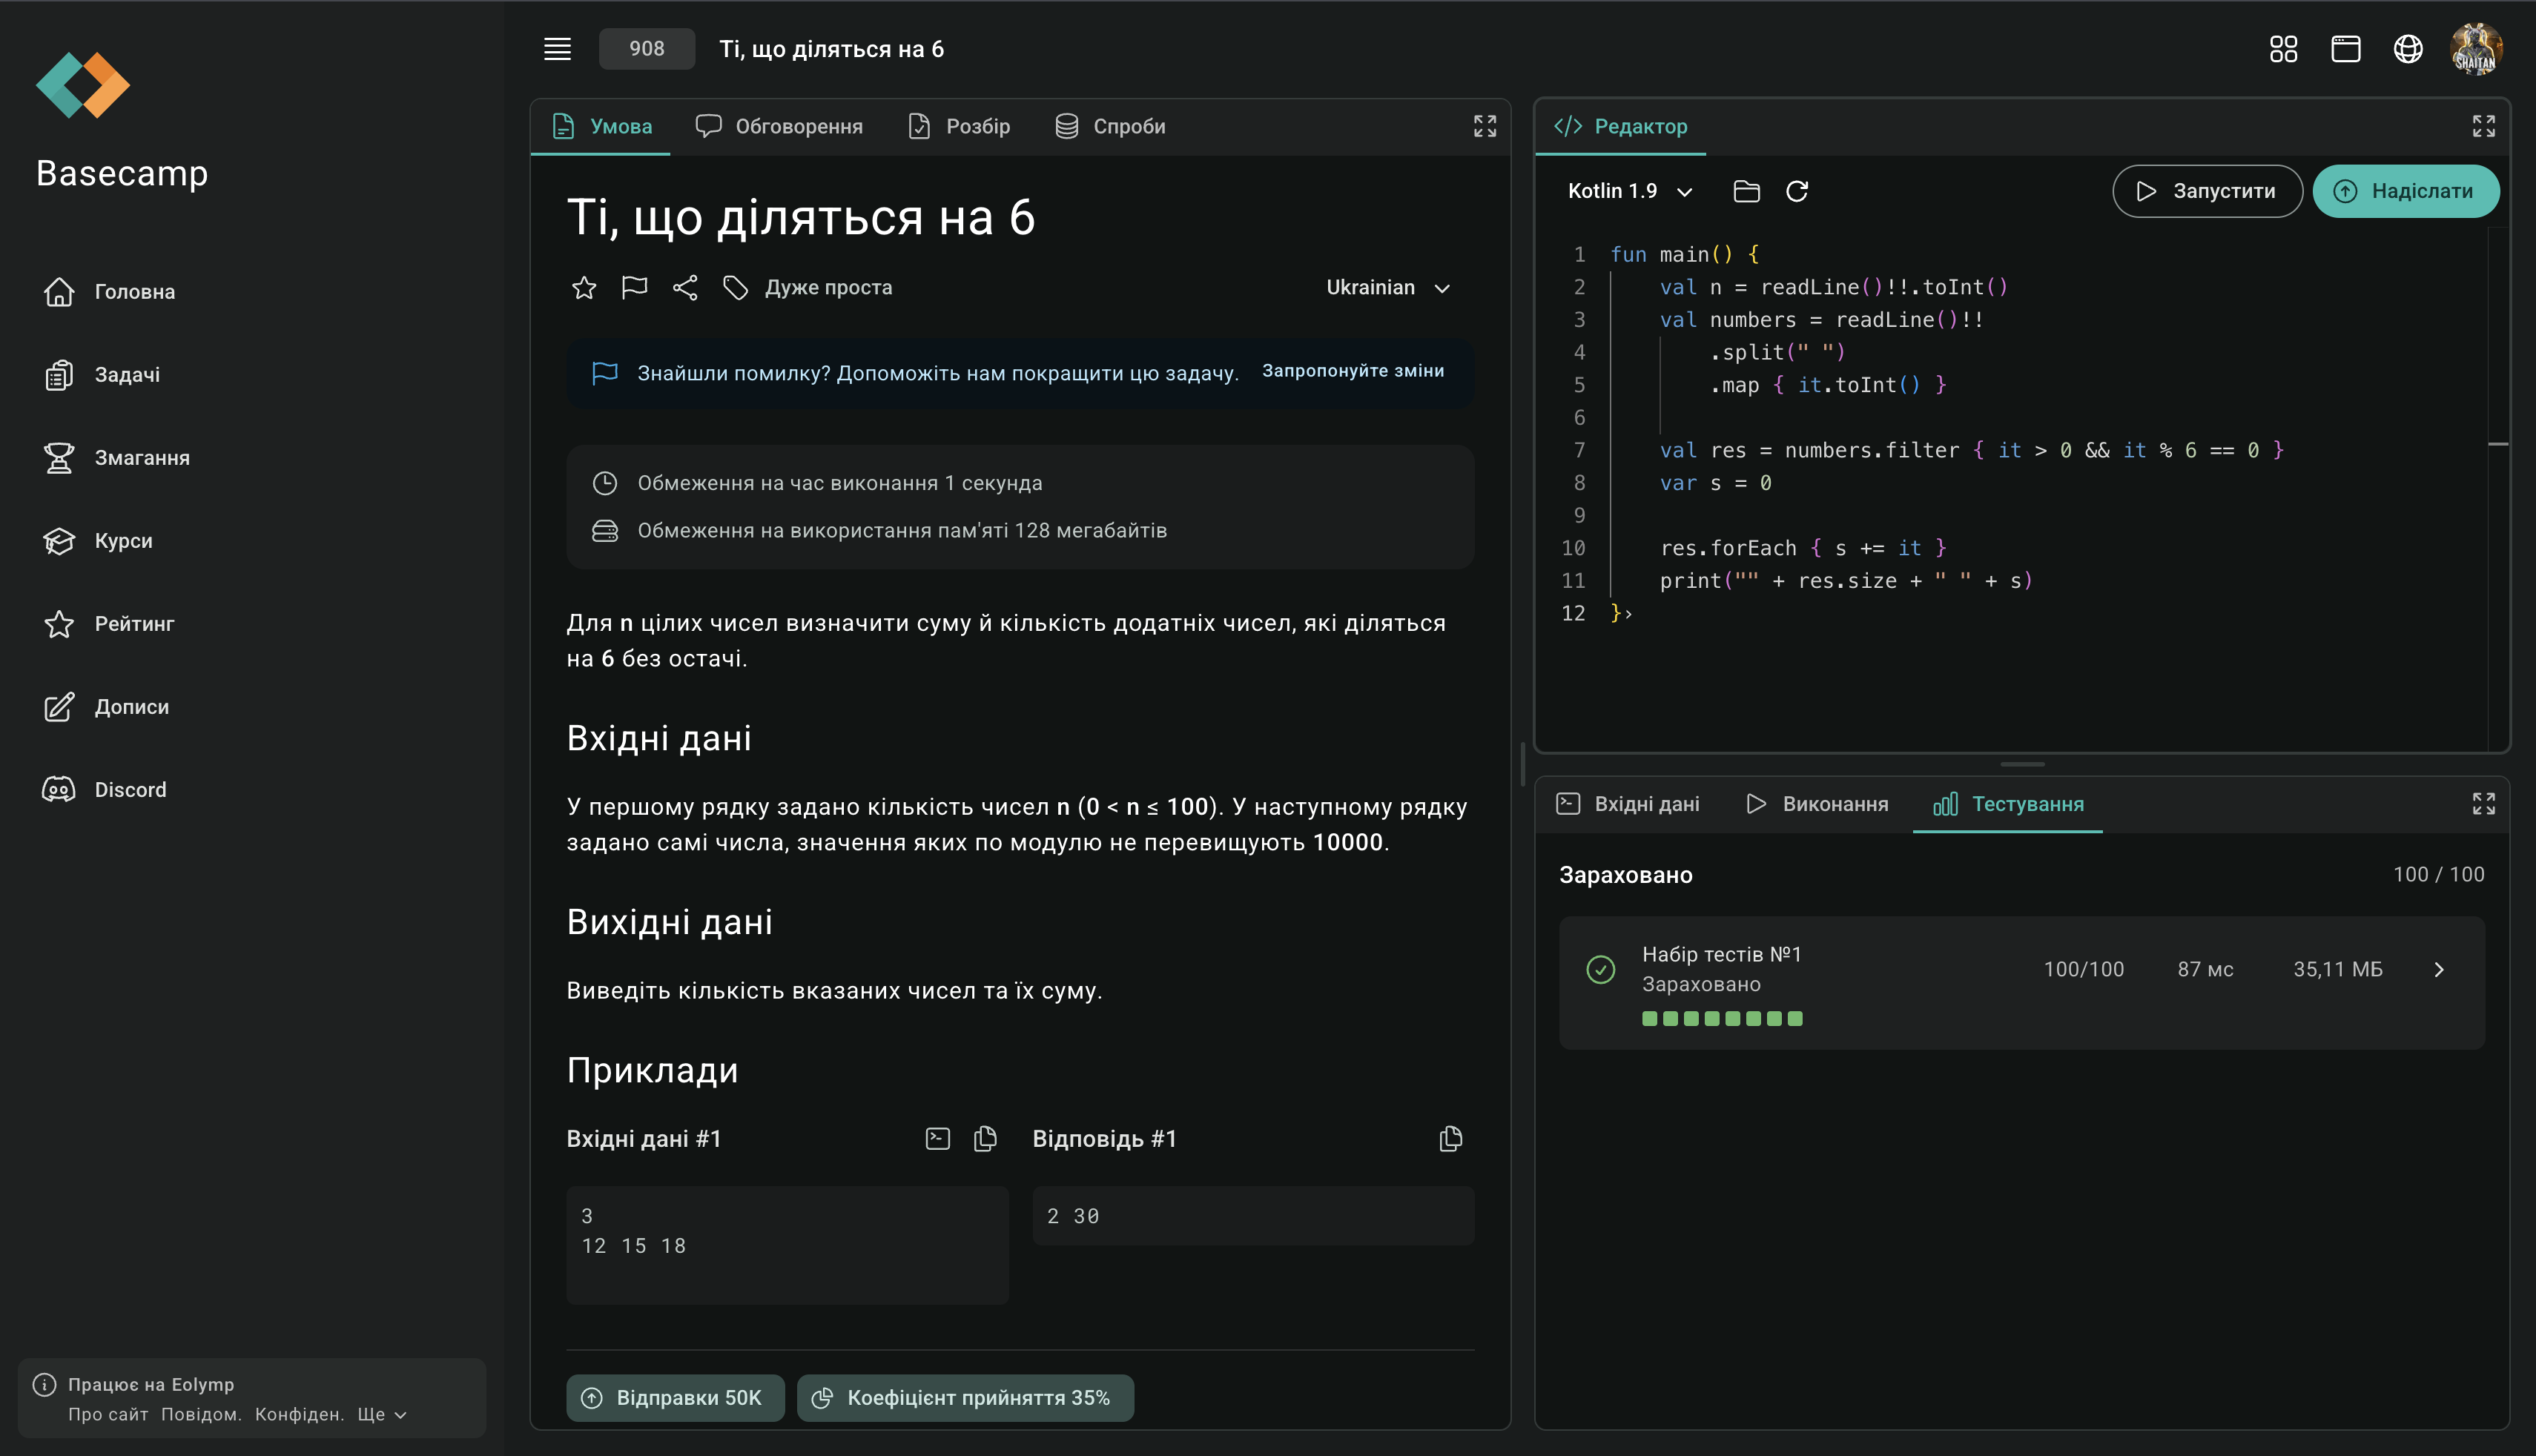 Basecamp
Головна
Задачі
Змагання
Курси
Рейтинг
Дописи
Discord
Працює на Eolymp
Про сайт Повідом. Конфіден. Ще
908 Ті, що діляться на 6
SHAITAN
Умова Обговорення Розбір Спроби
Ті, що діляться на 6
Дуже проста Ukrainian
Знайшли помилку? Допоможіть нам покращити цю задачу. Запропонуйте зміни
Обмеження на час виконання 1 секунда
Обмеження на використання пам'яті 128 мегабайтів
Для n цілих чисел визначити суму й кількість додатніх чисел, які діляться
на 6 без остачі.
Вхідні дані
У першому рядку задано кількість чисел n (0 < n ≤ 100). У наступному рядку
задано самі числа, значення яких по модулю не перевищують 10000.
Вихідні дані
Виведіть кількість вказаних чисел та їх суму.
Приклади
Вхідні дані #1 Відповідь #1
3
12 15 18
2 30
Відправки 50K Коефіцієнт прийняття 35%
Редактор
Kotlin 1.9 Запустити Надіслати
1 fun main() {
2     val n = readLine()!!.toInt()
3     val numbers = readLine()!!
4         .split(" ")
5         .map { it.toInt() }
6
7     val res = numbers.filter { it > 0 && it % 6 == 0 }
8     var s = 0
9
10     res.forEach { s += it }
11     print("" + res.size + " " + s)
12 }
Вхідні дані Виконання Тестування
Зараховано 100 / 100
Набір тестів №1
Зараховано
100/100 87 мс 35,11 МБ